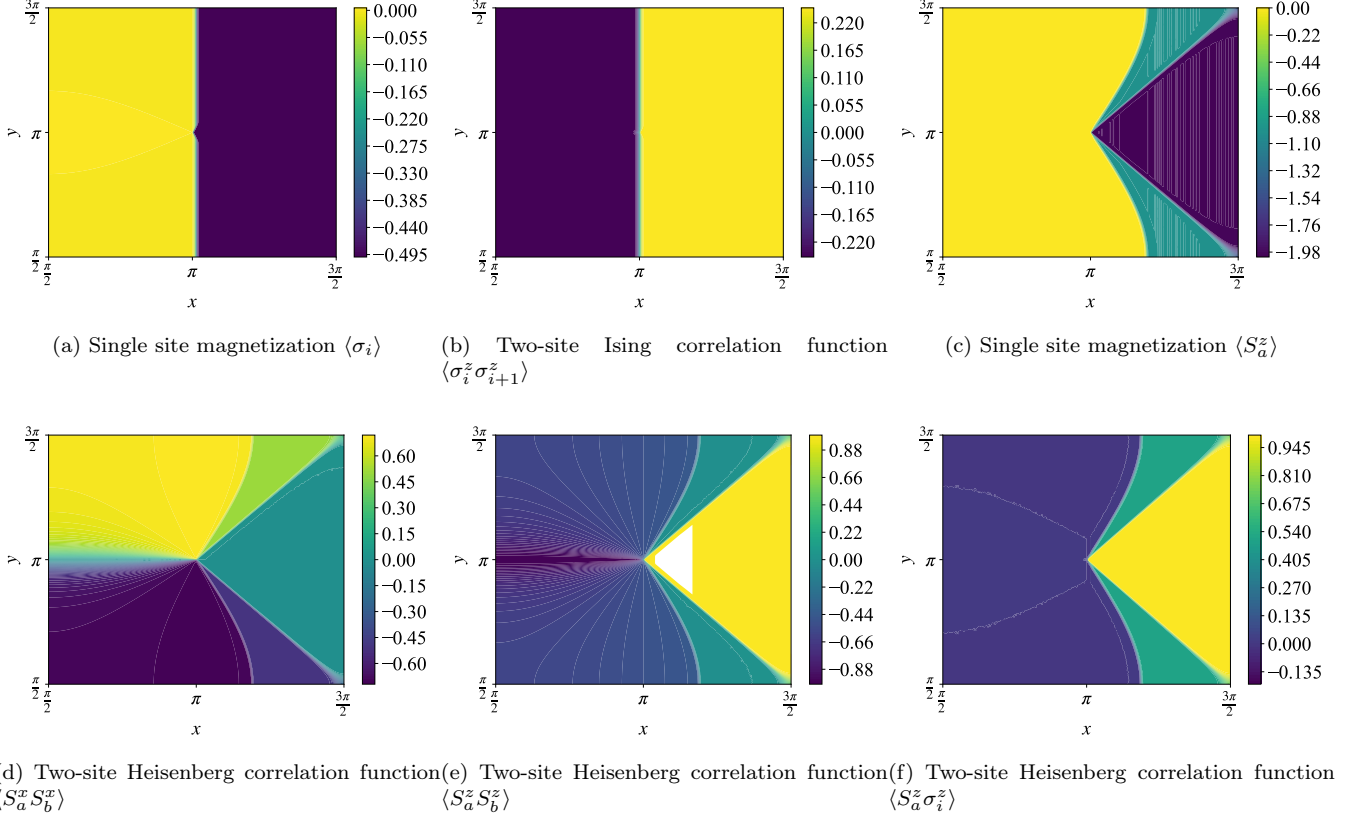 3π/2
π
π/2
y
π/2
π
3π/2
x
0.000
−0.055
−0.110
−0.165
−0.220
−0.275
−0.330
−0.385
−0.440
−0.495
(a) Single site magnetization ⟨σ_i⟩
3π/2
π
π/2
y
π/2
π
3π/2
x
0.220
0.165
0.110
0.055
0.000
−0.055
−0.110
−0.165
−0.220
(b) Two-site Ising correlation function
⟨σ_i^z σ_{i+1}^z⟩
3π/2
π
π/2
y
π/2
π
3π/2
x
0.00
−0.22
−0.44
−0.66
−0.88
−1.10
−1.32
−1.54
−1.76
−1.98
(c) Single site magnetization ⟨S_a^z⟩
3π/2
π
π/2
y
π/2
π
3π/2
x
0.60
0.45
0.30
0.15
0.00
−0.15
−0.30
−0.45
−0.60
(d) Two-site Heisenberg correlation function
⟨S_a^x S_b^x⟩
3π/2
π
π/2
y
π/2
π
3π/2
x
0.88
0.66
0.44
0.22
0.00
−0.22
−0.44
−0.66
−0.88
(e) Two-site Heisenberg correlation function
⟨S_a^z S_b^z⟩
3π/2
π
π/2
y
π/2
π
3π/2
x
0.945
0.810
0.675
0.540
0.405
0.270
0.135
0.000
−0.135
(f) Two-site Heisenberg correlation function
⟨S_a^z σ_i^z⟩